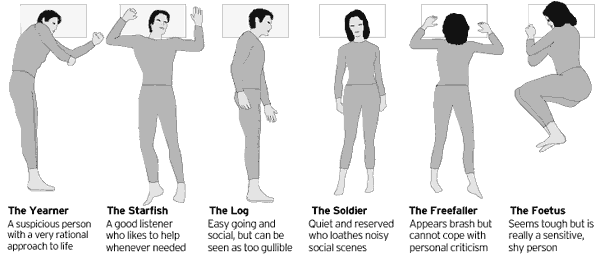 The Yearner
A suspicious person
with a very rational
approach to life
The Starfish
A good listener
who likes to help
whenever needed
The Log
Easy going and
social, but can be
seen as too gullible
The Soldier
Quiet and reserved
who loathes noisy
social scenes
The Freefaller
Appears brash but
cannot cope with
personal criticism
The Foetus
Seems tough but is
really a sensitive,
shy person